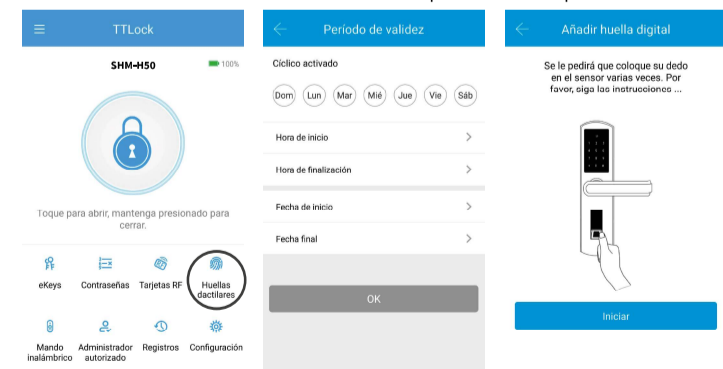 TTLock
SHM-H50
100%
Toque para abrir, mantenga presionado para
cerrar.
eKeys
Contraseñas
Tarjetas RF
Huellas
dactilares
Mando
inalámbrico
Administrador
autorizado
Registros
Configuración
Período de validez
Cíclico activado
Dom Lun Mar Mié Jue Vie Sáb
Hora de inicio
Hora de finalización
Fecha de inicio
Fecha final
OK
Añadir huella digital
Se le pedirá que coloque su dedo
en el sensor varias veces. Por
favor, siga las instrucciones ...
Iniciar